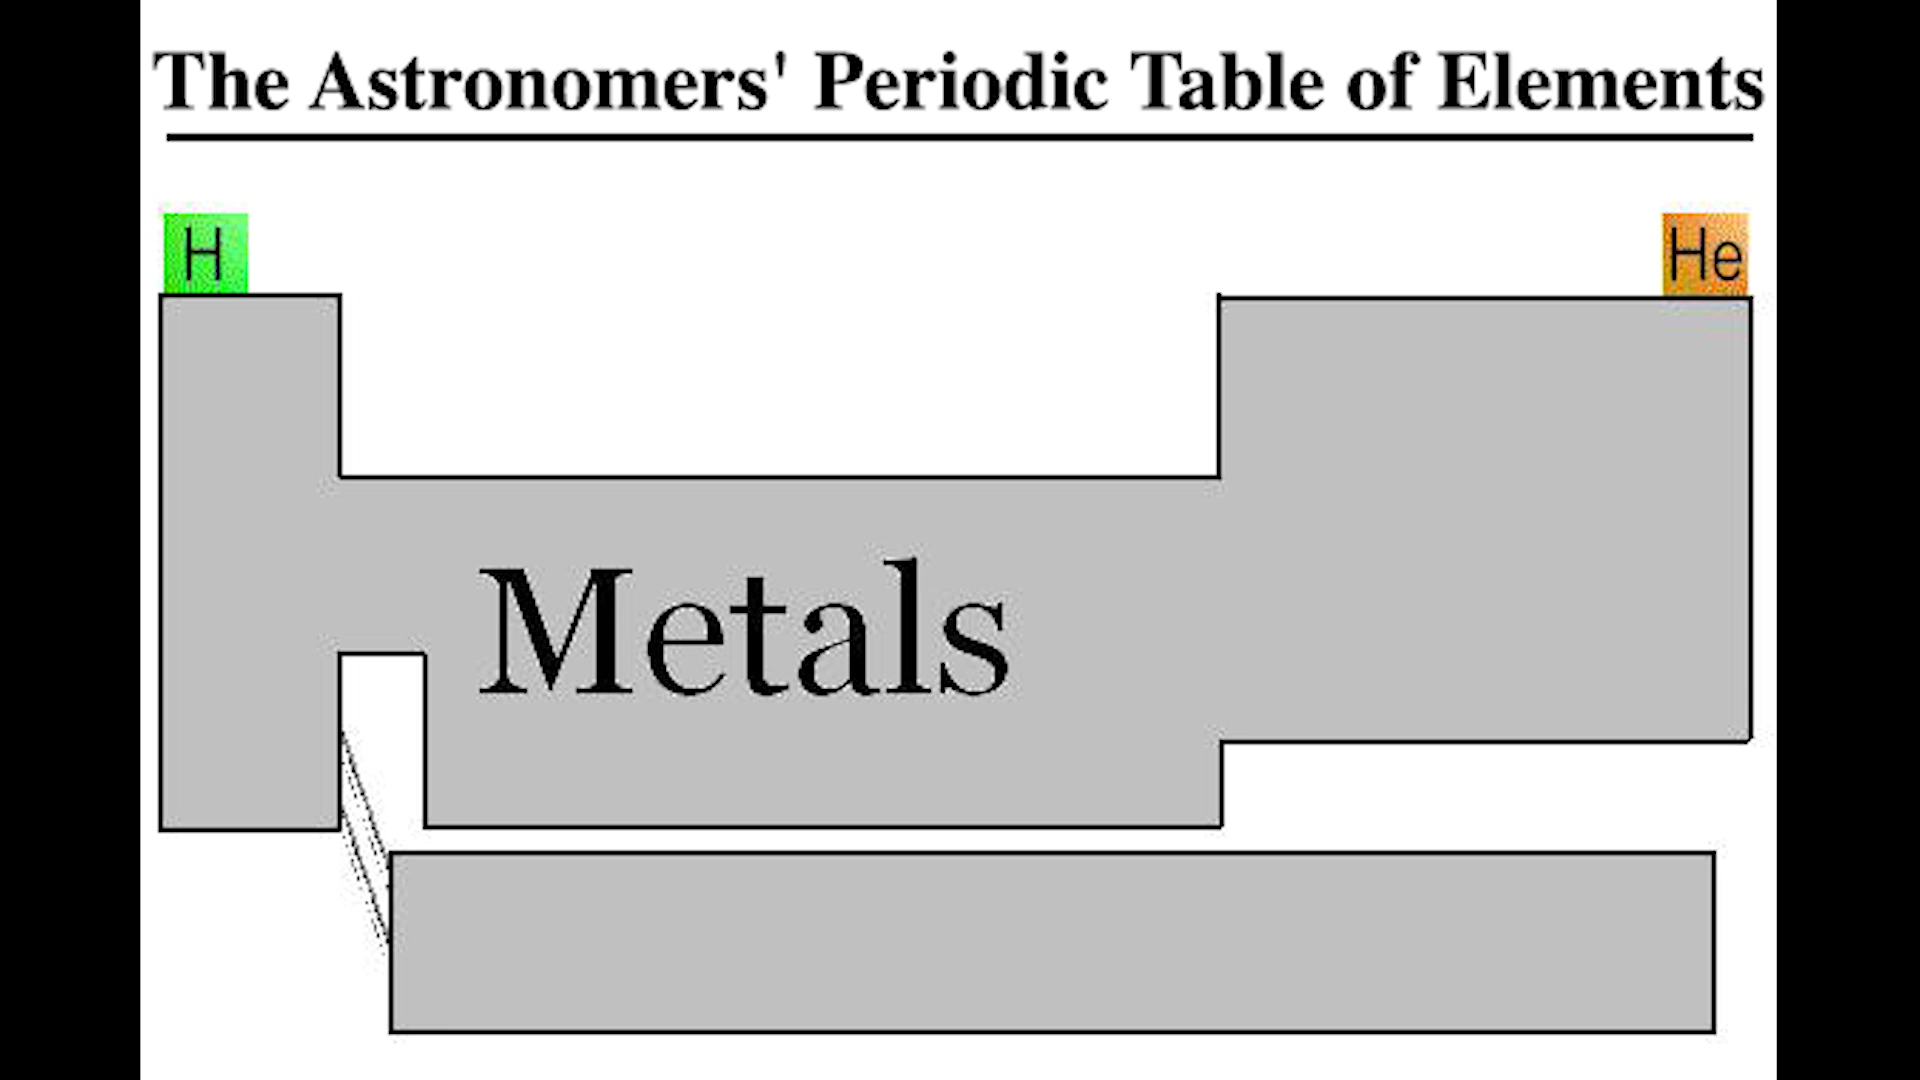 The Astronomers' Periodic Table of Elements
H He
Metals